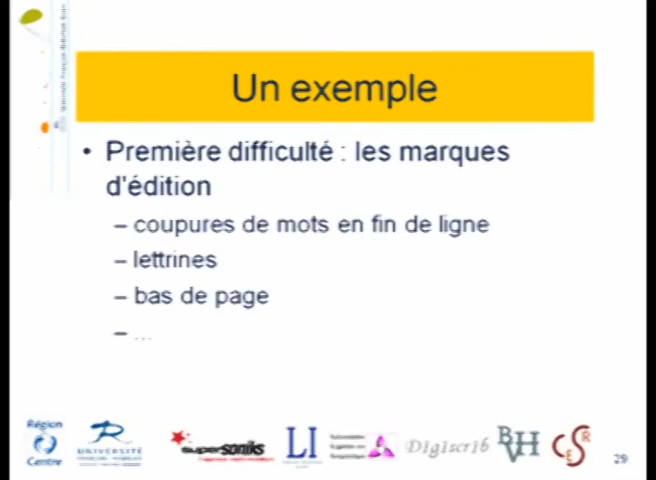 Un exemple
• Première difficulté : les marques
d'édition
– coupures de mots en fin de ligne
– lettrines
– bas de page
– ...
Région
Centre
UNIVERSITÉ
supersoniks
LI
Digiscrib
BVH
CESR
29